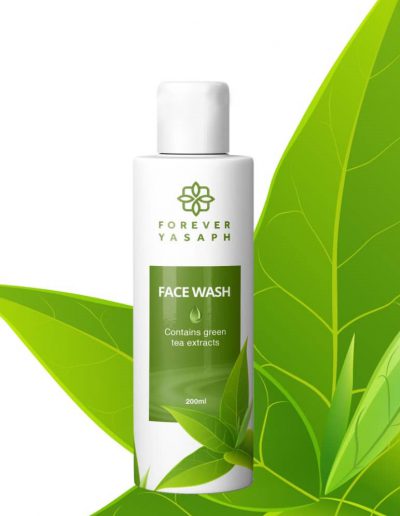 FOREVER
YASAPH
FACE WASH
Contains green
tea extracts
200ml